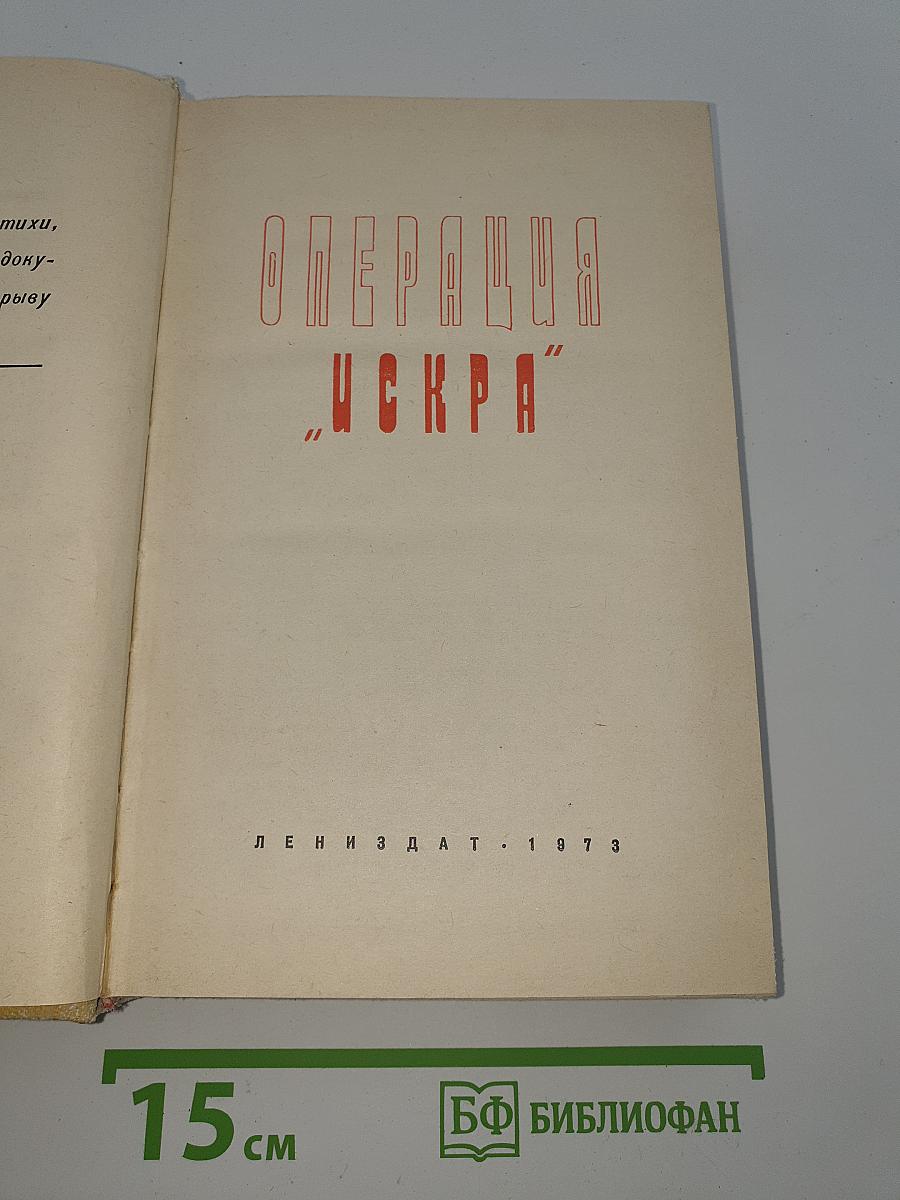 тихи,
доку-
рыву
ОПЕРАЦИЯ
„ИСКРА"
ЛЕНИЗДАТ · 1973
15 см
БФ БИБЛИОФАН